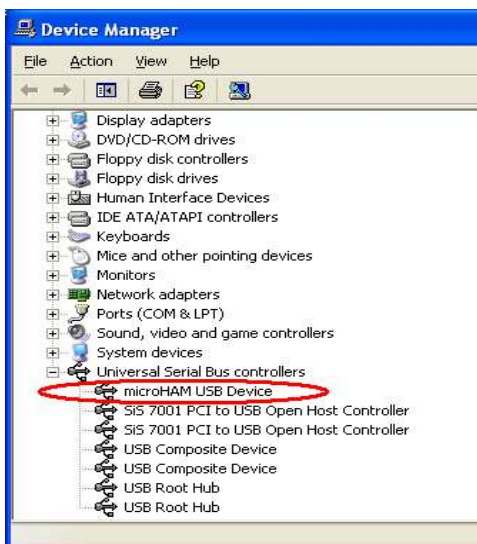 Device Manager
File Action View Help
Display adapters
DVD/CD-ROM drives
Floppy disk controllers
Floppy disk drives
Human Interface Devices
IDE ATA/ATAPI controllers
Keyboards
Mice and other pointing devices
Monitors
Network adapters
Ports (COM & LPT)
Sound, video and game controllers
System devices
Universal Serial Bus controllers
microHAM USB Device
SiS 7001 PCI to USB Open Host Controller
SiS 7001 PCI to USB Open Host Controller
USB Composite Device
USB Composite Device
USB Root Hub
USB Root Hub